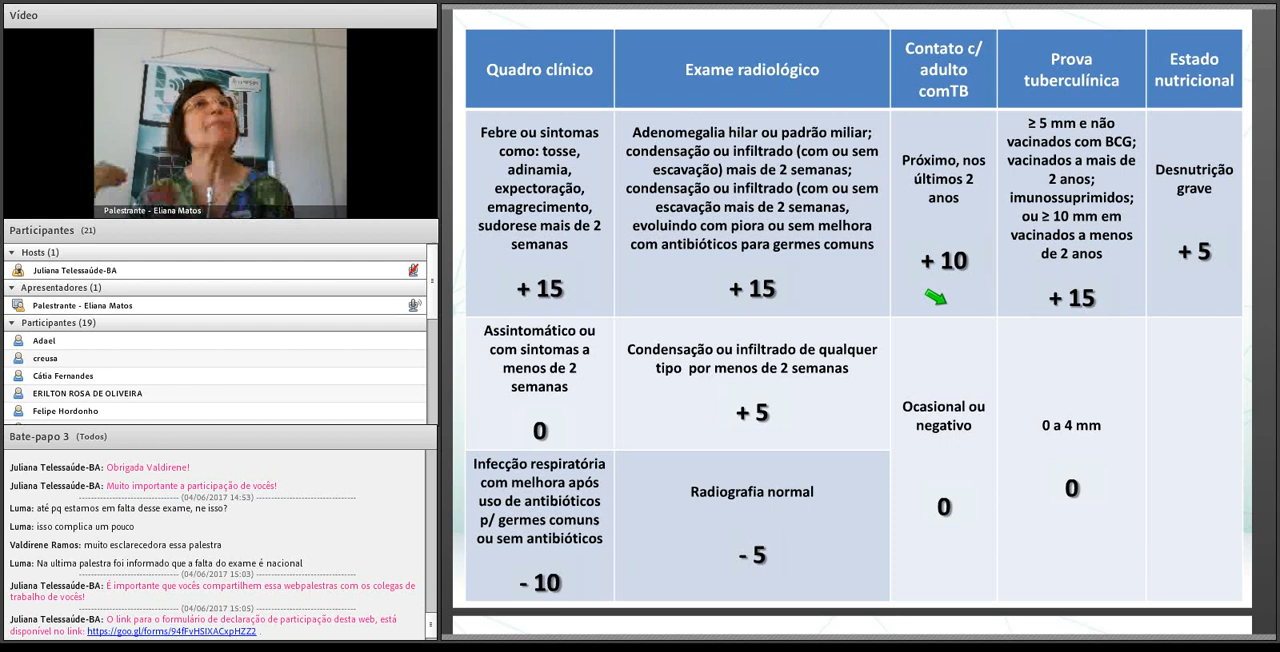 Vídeo
Palestrante - Eliana Matos
Participantes (21)
Hosts (1)
Juliana Telessaúde-BA
Apresentadores (1)
Palestrante - Eliana Matos
Participantes (19)
Adael
creusa
Cátia Fernandes
ERILTON ROSA DE OLIVEIRA
Felipe Hordonho
Bate-papo 3 (Todos)
Juliana Telessaúde-BA: Obrigada Valdirene!
Juliana Telessaúde-BA: Muito importante a participação de vocês!
(04/06/2017 14:53)
Luma: até pq estamos em falta desse exame, ne isso?
Luma: isso complica um pouco
Valdirene Ramos: muito esclarecedora essa palestra
Luma: Na ultima palestra foi informado que a falta do exame é nacional
(04/06/2017 15:03)
Juliana Telessaúde-BA: É importante que vocês compartilhem essa webpalestras com os colegas de
trabalho de vocês!
(04/06/2017 15:05)
Juliana Telessaúde-BA: O link para o formulário de declaração de participação desta web, está
disponível no link: https://goo.gl/forms/94fFvHSIXACxpHZZ2 .
Quadro clínico
Exame radiológico
Contato c/
adulto
comTB
Prova
tuberculínica
Estado
nutricional
Febre ou sintomas
como: tosse,
adinamia,
expectoração,
emagrecimento,
sudorese mais de 2
semanas
+ 15
Adenomegalia hilar ou padrão miliar;
condensação ou infiltrado (com ou sem
escavação) mais de 2 semanas;
condensação ou infiltrado (com ou sem
escavação mais de 2 semanas,
evoluindo com piora ou sem melhora
com antibióticos para germes comuns
+ 15
Próximo, nos
últimos 2
anos
+ 10
≥ 5 mm e não
vacinados com BCG;
vacinados a mais de
2 anos;
imunossuprimidos;
ou ≥ 10 mm em
vacinados a menos
de 2 anos
+ 15
Desnutrição
grave
+ 5
Assintomático ou
com sintomas a
menos de 2
semanas
0
Condensação ou infiltrado de qualquer
tipo por menos de 2 semanas
+ 5
Ocasional ou
negativo
0
0 a 4 mm
0
Infecção respiratória
com melhora após
uso de antibióticos
p/ germes comuns
ou sem antibióticos
- 10
Radiografia normal
- 5